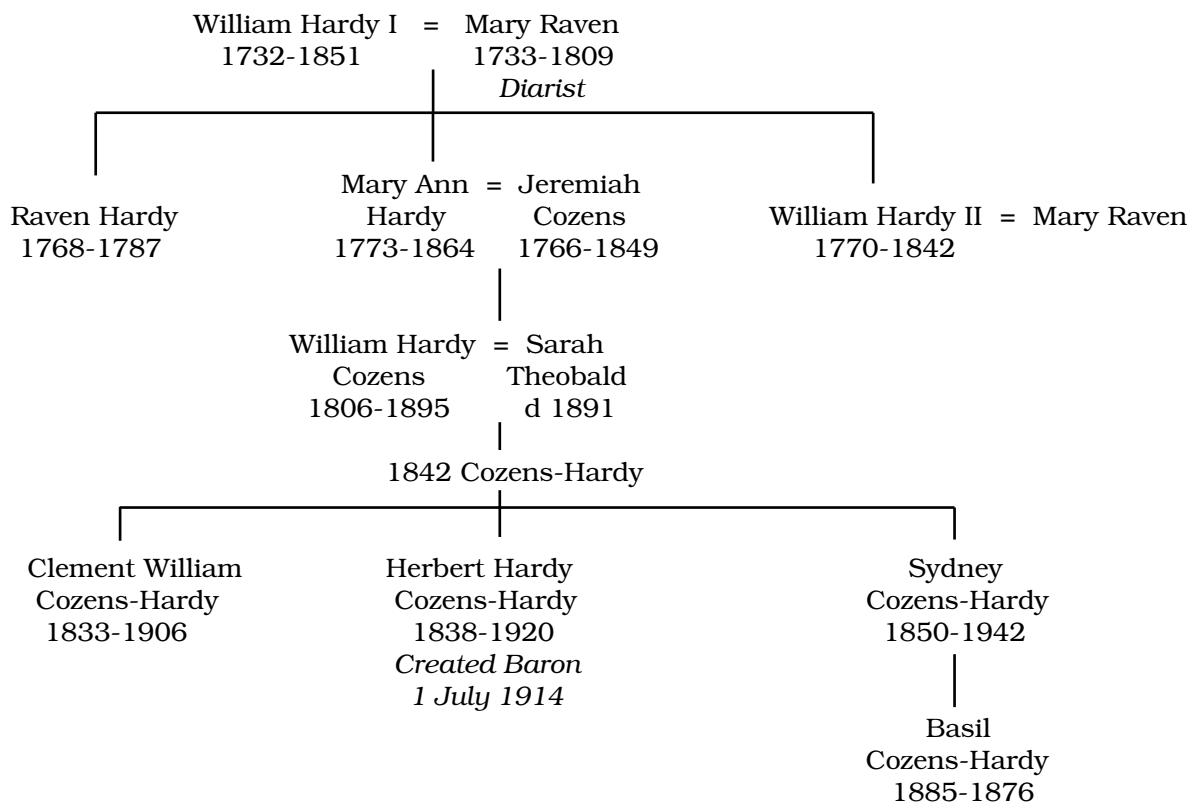 William Hardy I = Mary Raven
1732-1851 1733-1809
Diarist
Mary Ann = Jeremiah
Raven Hardy Hardy Cozens William Hardy II = Mary Raven
1768-1787 1773-1864 1766-1849 1770-1842
William Hardy = Sarah
Cozens Theobald
1806-1895 d 1891
1842 Cozens-Hardy
Clement William Herbert Hardy Sydney
Cozens-Hardy Cozens-Hardy Cozens-Hardy
1833-1906 1838-1920 1850-1942
Created Baron
1 July 1914
Basil
Cozens-Hardy
1885-1876